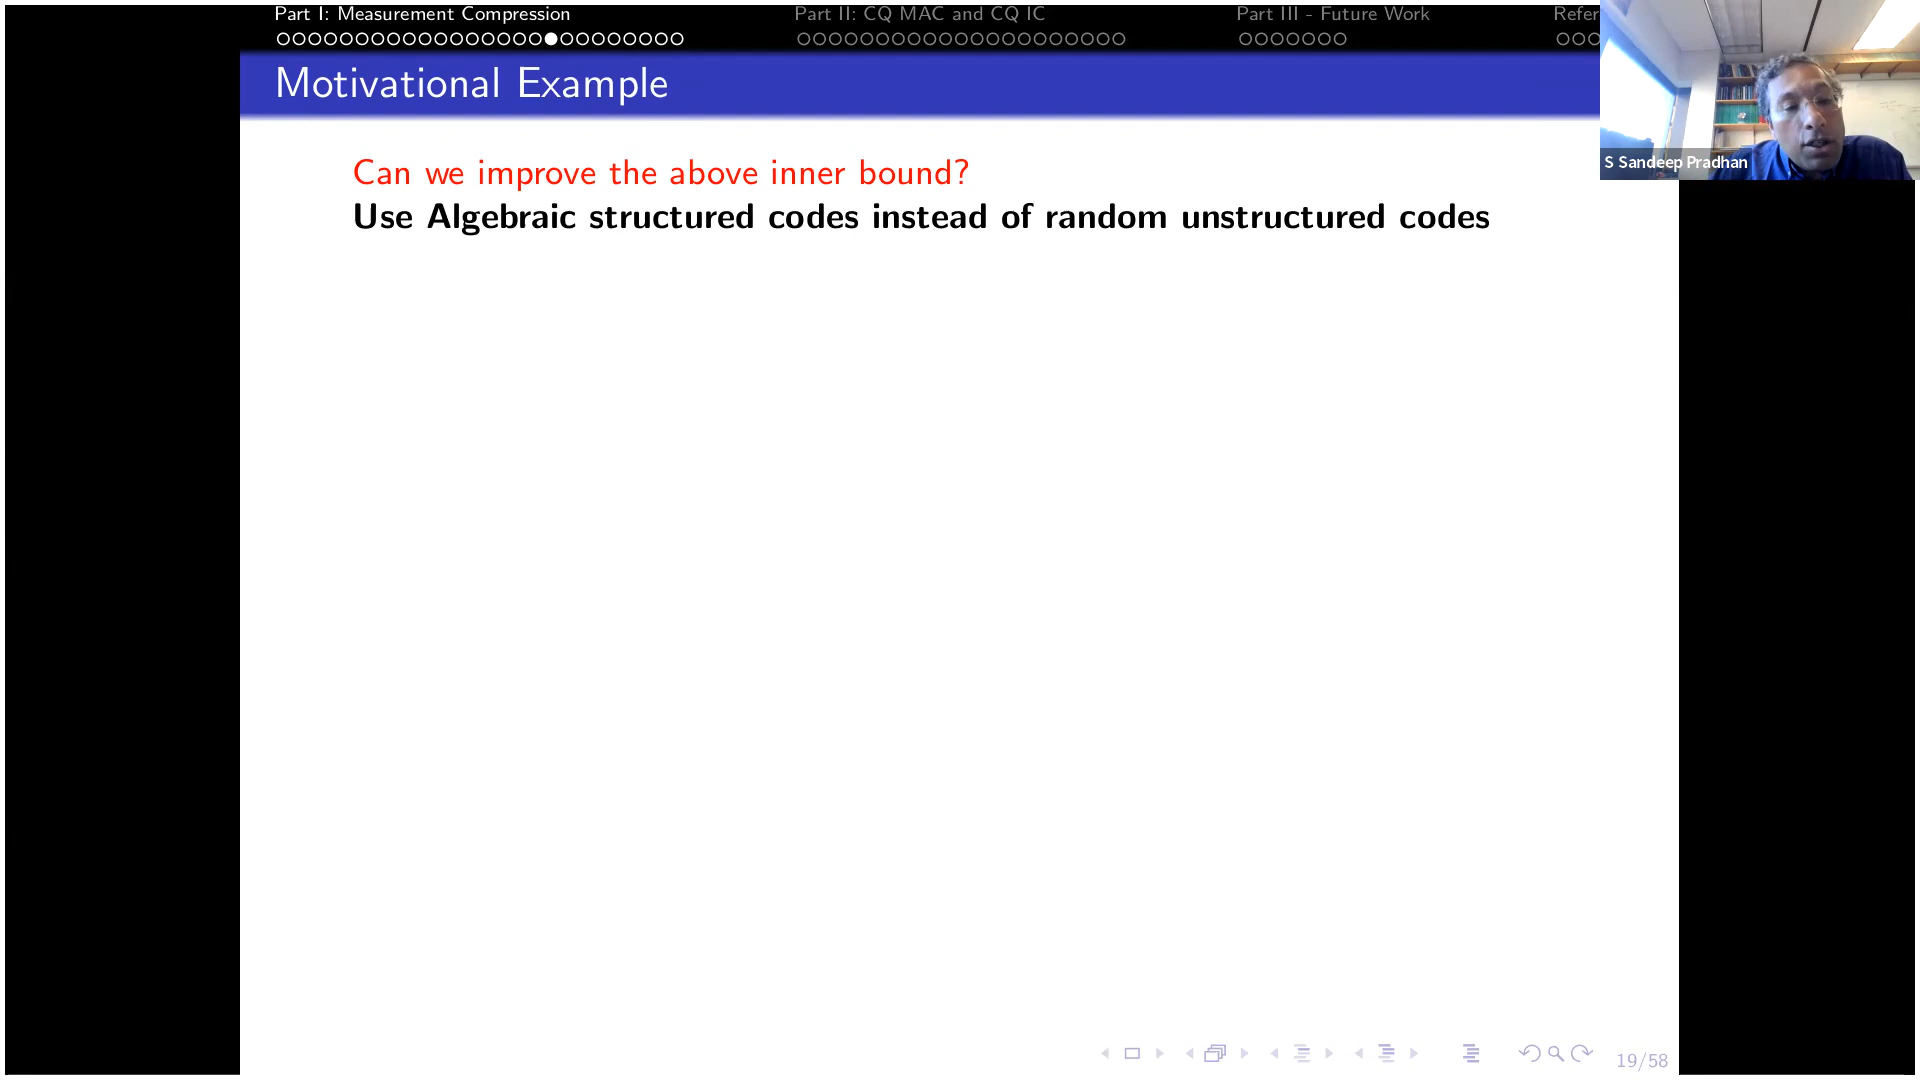 Part I: Measurement Compression Part II: CQ MAC and CQ IC Part III - Future Work Refer
Motivational Example
S Sandeep Pradhan
Can we improve the above inner bound?
Use Algebraic structured codes instead of random unstructured codes
19/58